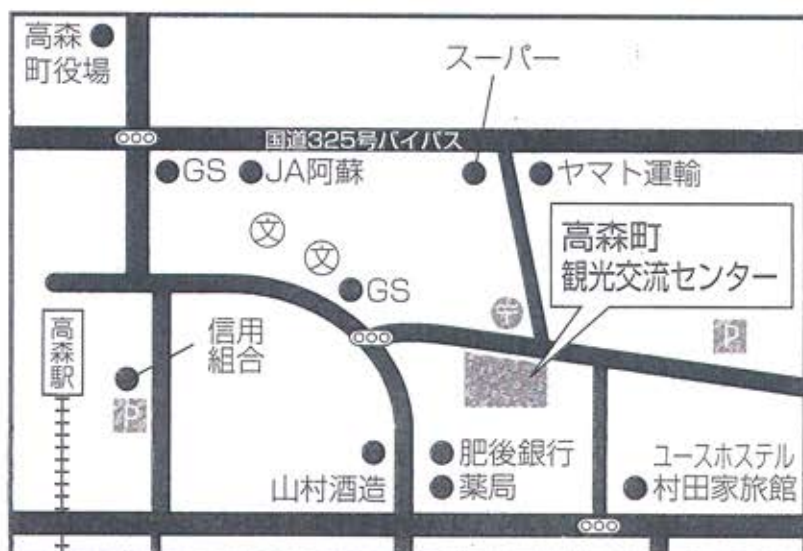 高森
町役場
スーパー
国道325号バイパス
GS
JA阿蘇
ヤマト運輸
文
文
高森町
観光交流センター
GS
〒
P
高森駅
信用
組合
P
山村酒造
肥後銀行
薬局
ユースホステル
村田家旅館